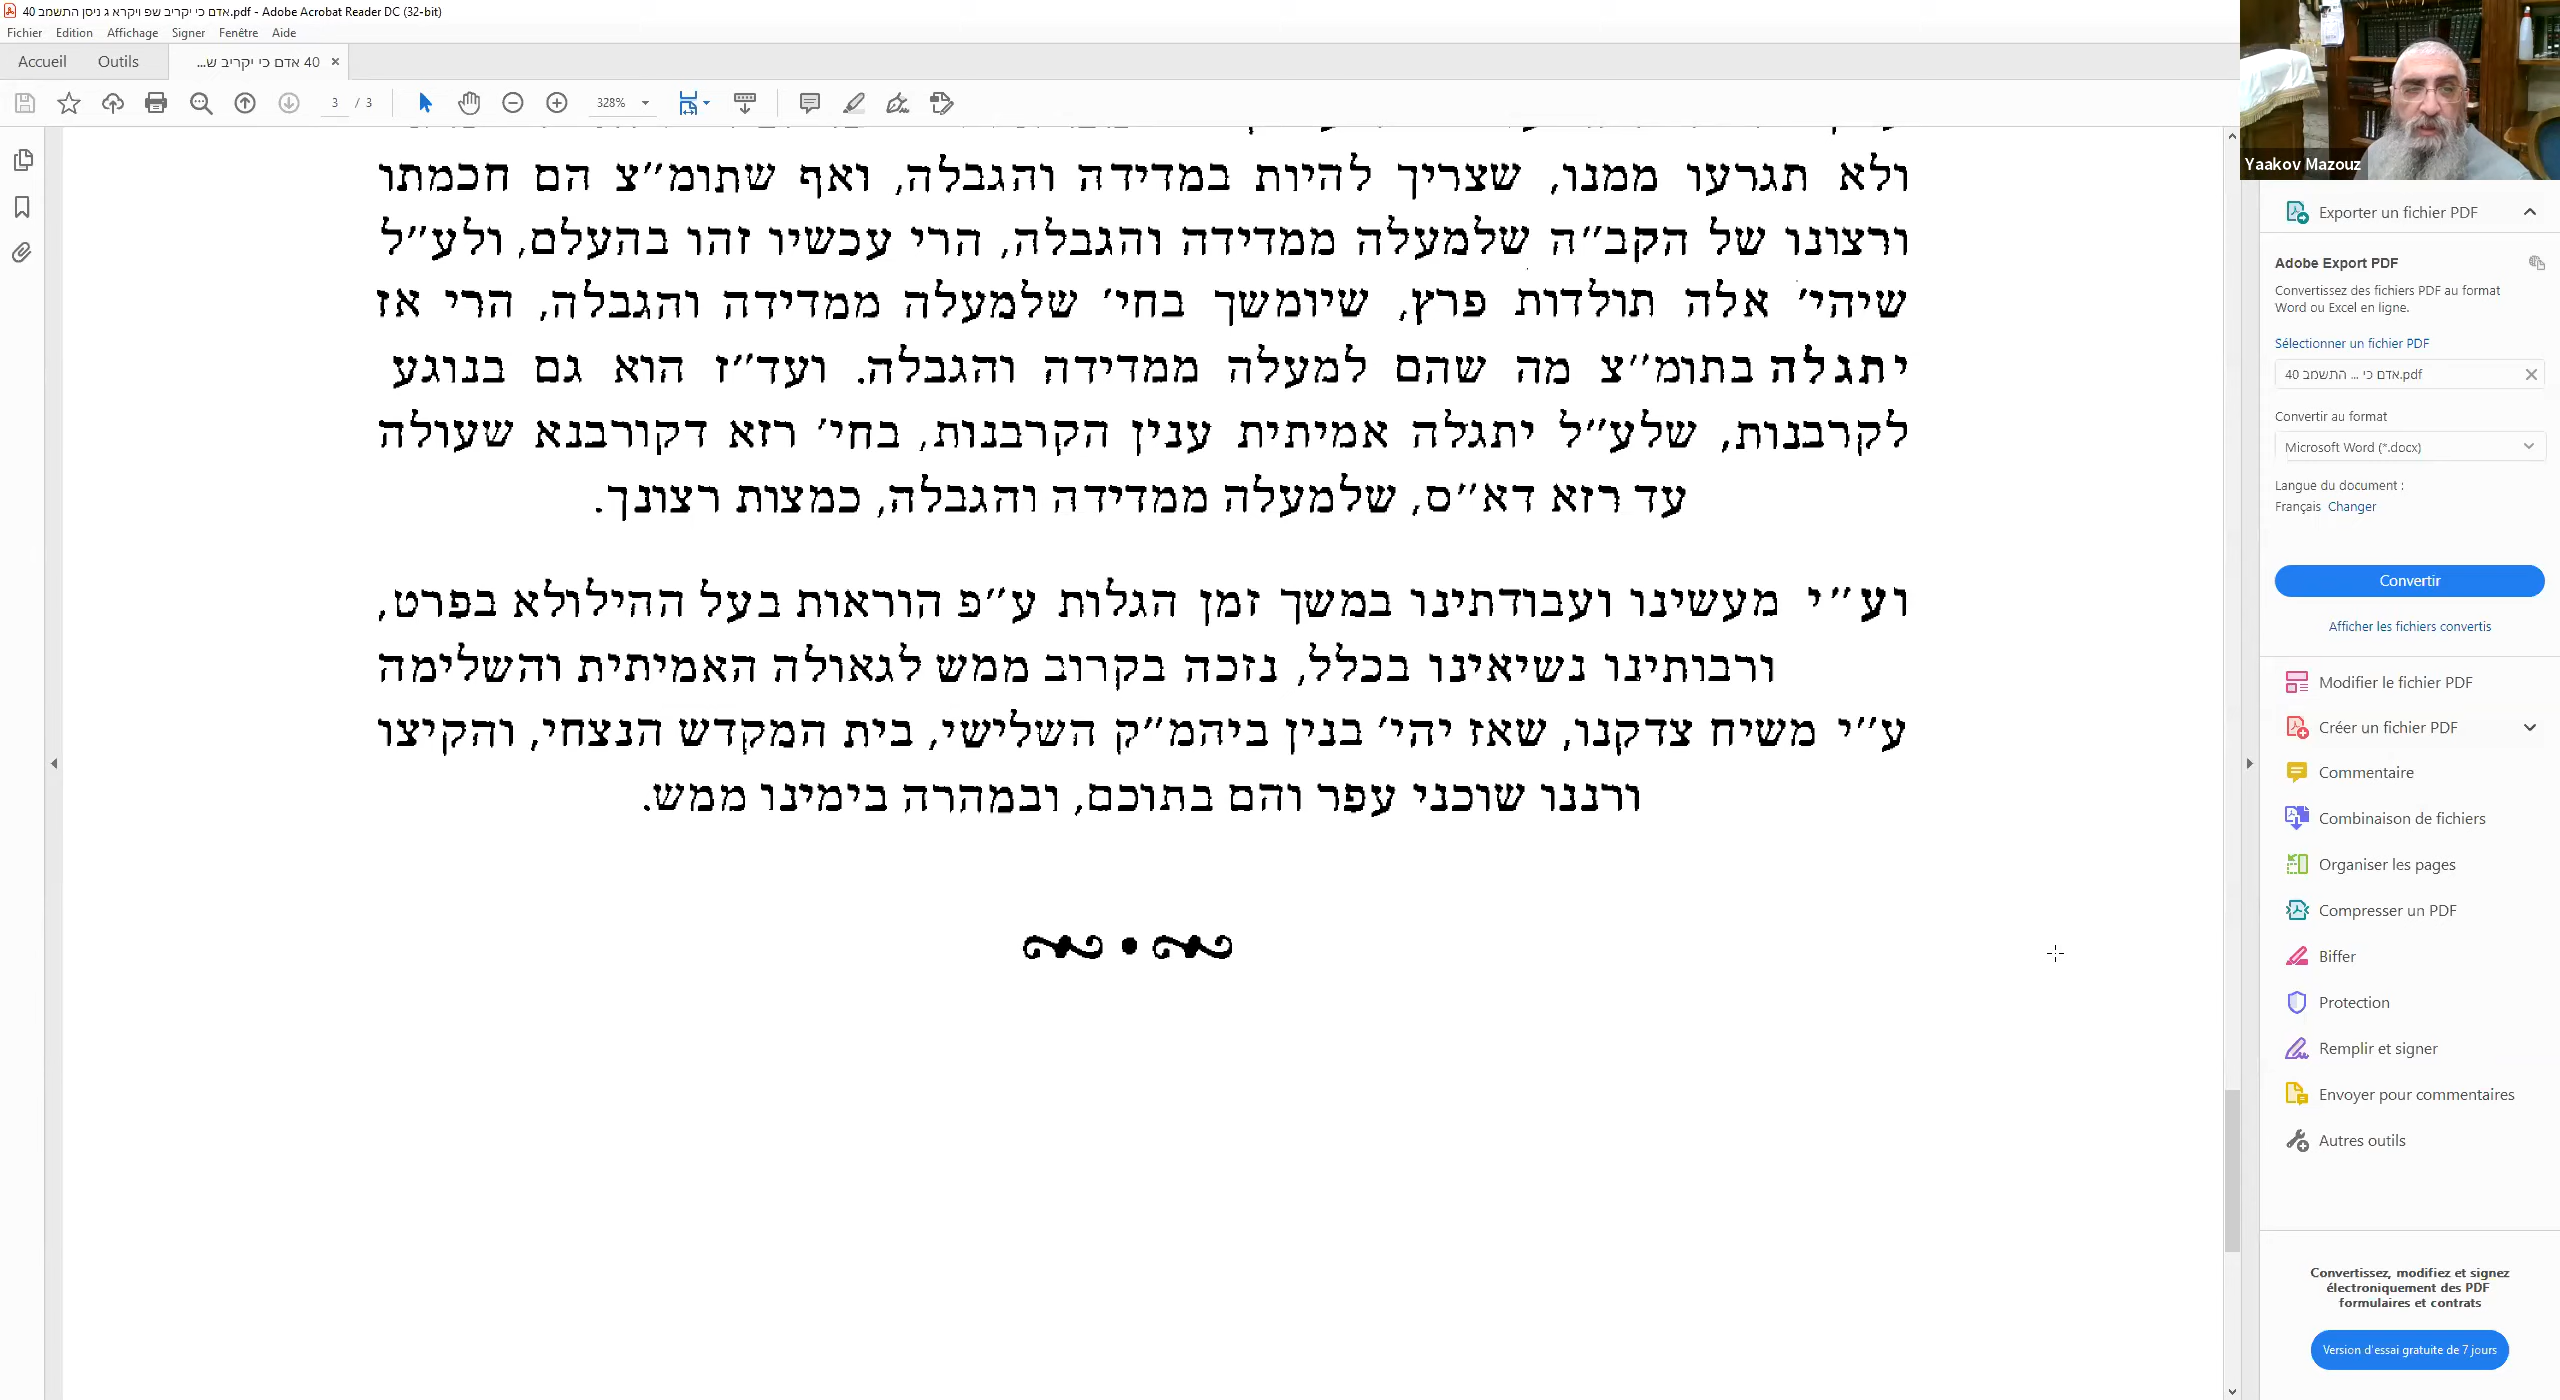 40 אדם כי יקריב שפ ויקרא ג ניסן התשמב.pdf - Adobe Acrobat Reader DC (32-bit)
Fichier Edition Affichage Signer Fenêtre Aide
Accueil Outils 40 אדם כי יקריב ש... ×
3 / 3 328%
ולא תגרעו ממנו, שצריך להיות במדידה והגבלה, ואף שתומ״צ הם חכמתו
ורצונו של הקב״ה שלמעלה ממדידה והגבלה, הרי עכשיו זהו בהעלם, ולע״ל
שיהי׳ אלה תולדות פרץ, שיומשך בחי׳ שלמעלה ממדידה והגבלה, הרי אז
יתגלה בתומ״צ מה שהם למעלה ממדידה והגבלה. ועד״ז הוא גם בנוגע
לקרבנות, שלע״ל יתגלה אמיתית ענין הקרבנות, בחי׳ רזא דקורבנא שעולה
עד רזא דא״ס, שלמעלה ממדידה והגבלה, כמצות רצונך.
וע״י מעשינו ועבודתינו במשך זמן הגלות ע״פ הוראות בעל ההילולא בפרט,
ורבותינו נשיאינו בכלל, נזכה בקרוב ממש לגאולה האמיתית והשלימה
ע״י משיח צדקנו, שאז יהי׳ בנין ביהמ״ק השלישי, בית המקדש הנצחי, והקיצו
ורננו שוכני עפר והם בתוכם, ובמהרה בימינו ממש.
Yaakov Mazouz
Exporter un fichier PDF
Adobe Export PDF
Convertissez des fichiers PDF au format
Word ou Excel en ligne.
Sélectionner un fichier PDF
40 אדם כי ... התשמב.pdf
Convertir au format
Microsoft Word (*.docx)
Langue du document :
Français Changer
Convertir
Afficher les fichiers convertis
Modifier le fichier PDF
Créer un fichier PDF
Commentaire
Combinaison de fichiers
Organiser les pages
Compresser un PDF
Biffer
Protection
Remplir et signer
Envoyer pour commentaires
Autres outils
Convertissez, modifiez et signez
électroniquement des PDF
formulaires et contrats
Version d'essai gratuite de 7 jours